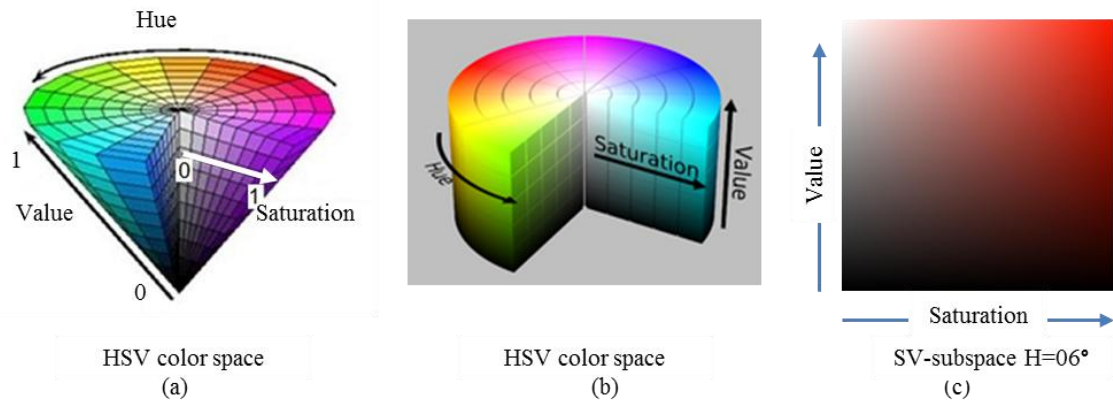 Hue
1
0
1
Value
Saturation
0
HSV color space
(a)
Hue
Saturation
Value
HSV color space
(b)
Value
Saturation
SV-subspace H=06°
(c)